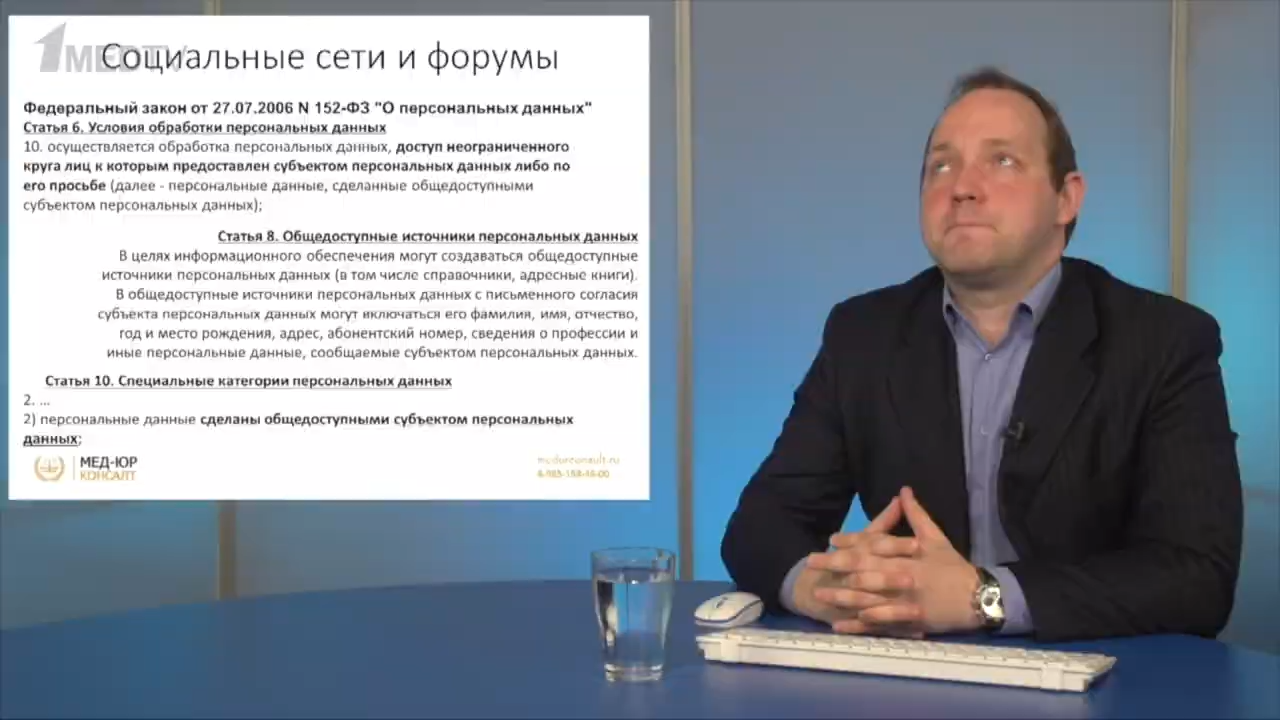 1MEDTV
Социальные сети и форумы
Федеральный закон от 27.07.2006 N 152-ФЗ "О персональных данных"
Статья 6. Условия обработки персональных данных
10. осуществляется обработка персональных данных, доступ неограниченного
круга лиц к которым предоставлен субъектом персональных данных либо по
его просьбе (далее - персональные данные, сделанные общедоступными
субъектом персональных данных);
Статья 8. Общедоступные источники персональных данных
В целях информационного обеспечения могут создаваться общедоступные
источники персональных данных (в том числе справочники, адресные книги).
В общедоступные источники персональных данных с письменного согласия
субъекта персональных данных могут включаться его фамилия, имя, отчество,
год и место рождения, адрес, абонентский номер, сведения о профессии и
иные персональные данные, сообщаемые субъектом персональных данных.
Статья 10. Специальные категории персональных данных
2. ...
2) персональные данные сделаны общедоступными субъектом персональных
данных;
МЕД-ЮР
КОНСАЛТ